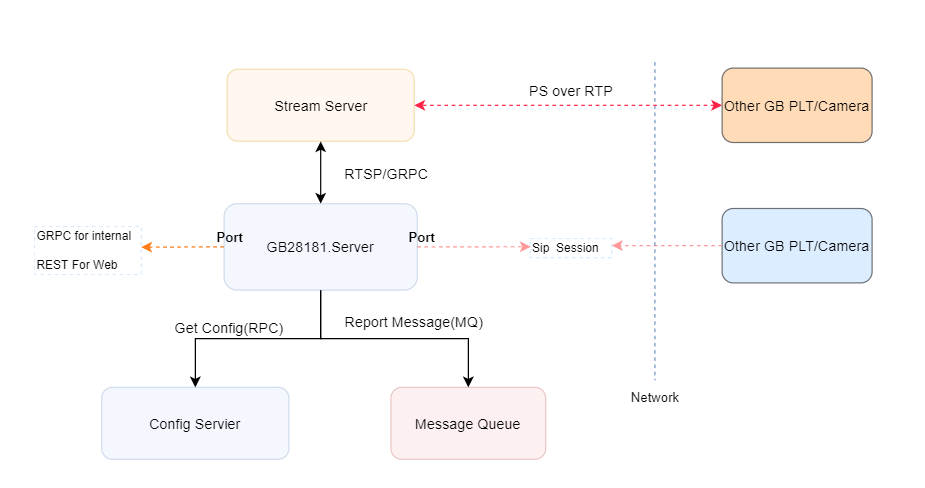 PS over RTP
Stream Server
Other GB PLT/Camera
RTSP/GRPC
GRPC for internal
REST For Web
Port
GB28181.Server
Port
Sip Session
Other GB PLT/Camera
Get Config(RPC)
Report Message(MQ)
Network
Config Servier
Message Queue